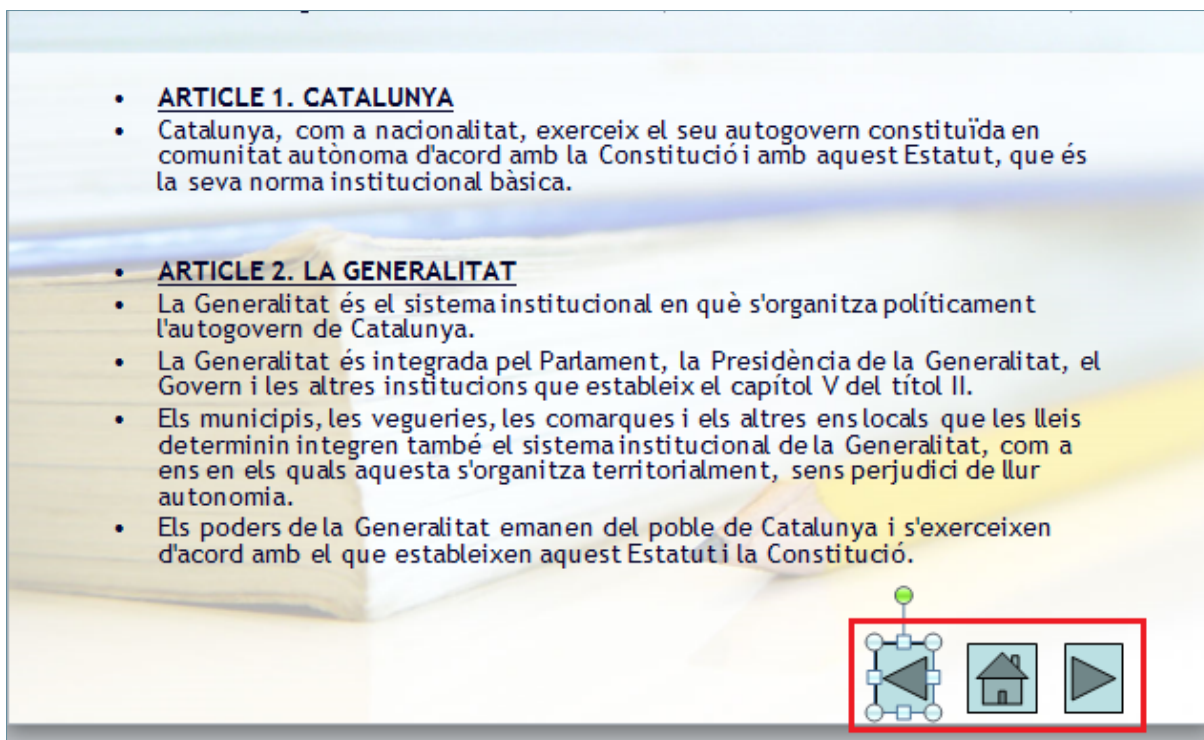 • ARTICLE 1. CATALUNYA
• Catalunya, com a nacionalitat, exerceix el seu autogovern constituïda en
comunitat autònoma d'acord amb la Constitució i amb aquest Estatut, que és
la seva norma institucional bàsica.
• ARTICLE 2. LA GENERALITAT
• La Generalitat és el sistema institucional en què s'organitza políticament
l'autogovern de Catalunya.
• La Generalitat és integrada pel Parlament, la Presidència de la Generalitat, el
Govern i les altres institucions que estableix el capítol V del títol II.
• Els municipis, les vegueries, les comarques i els altres ens locals que les lleis
determinin integren també el sistema institucional de la Generalitat, com a
ens en els quals aquesta s'organitza territorialment, sens perjudici de llur
autonomia.
• Els poders de la Generalitat emanen del poble de Catalunya i s'exerceixen
d'acord amb el que estableixen aquest Estatut i la Constitució.